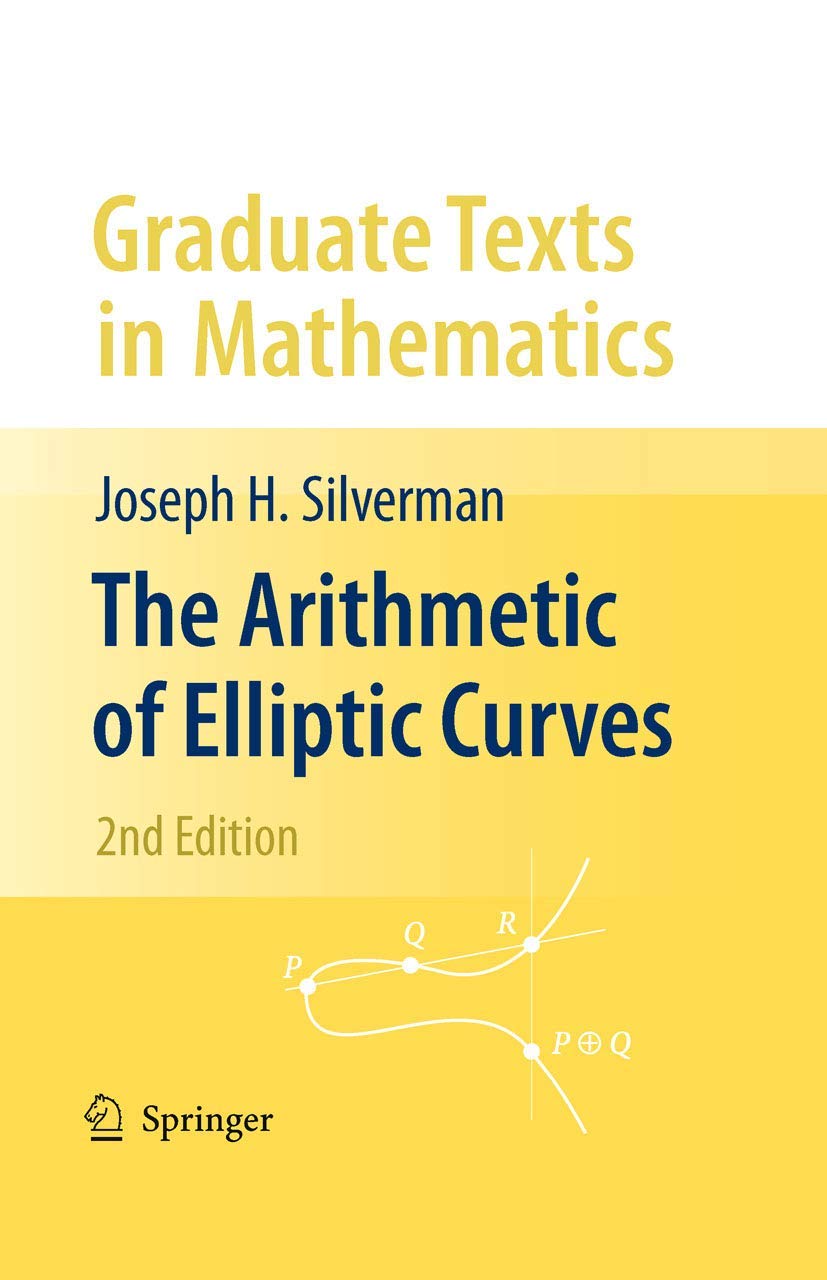 Graduate Texts
in Mathematics
Joseph H. Silverman
The Arithmetic
of Elliptic Curves
2nd Edition
R
Q
P
P ⊕ Q
Springer